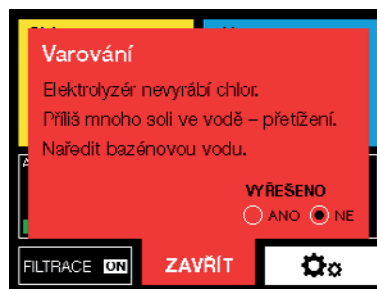 Varování
Elektrolyzér nevyrábí chlor.
Příliš mnoho soli ve vodě – přetížení.
Naředit bazénovou vodu.
VYŘEŠENO
ANO NE
FILTRACE ON ZAVŘÍT